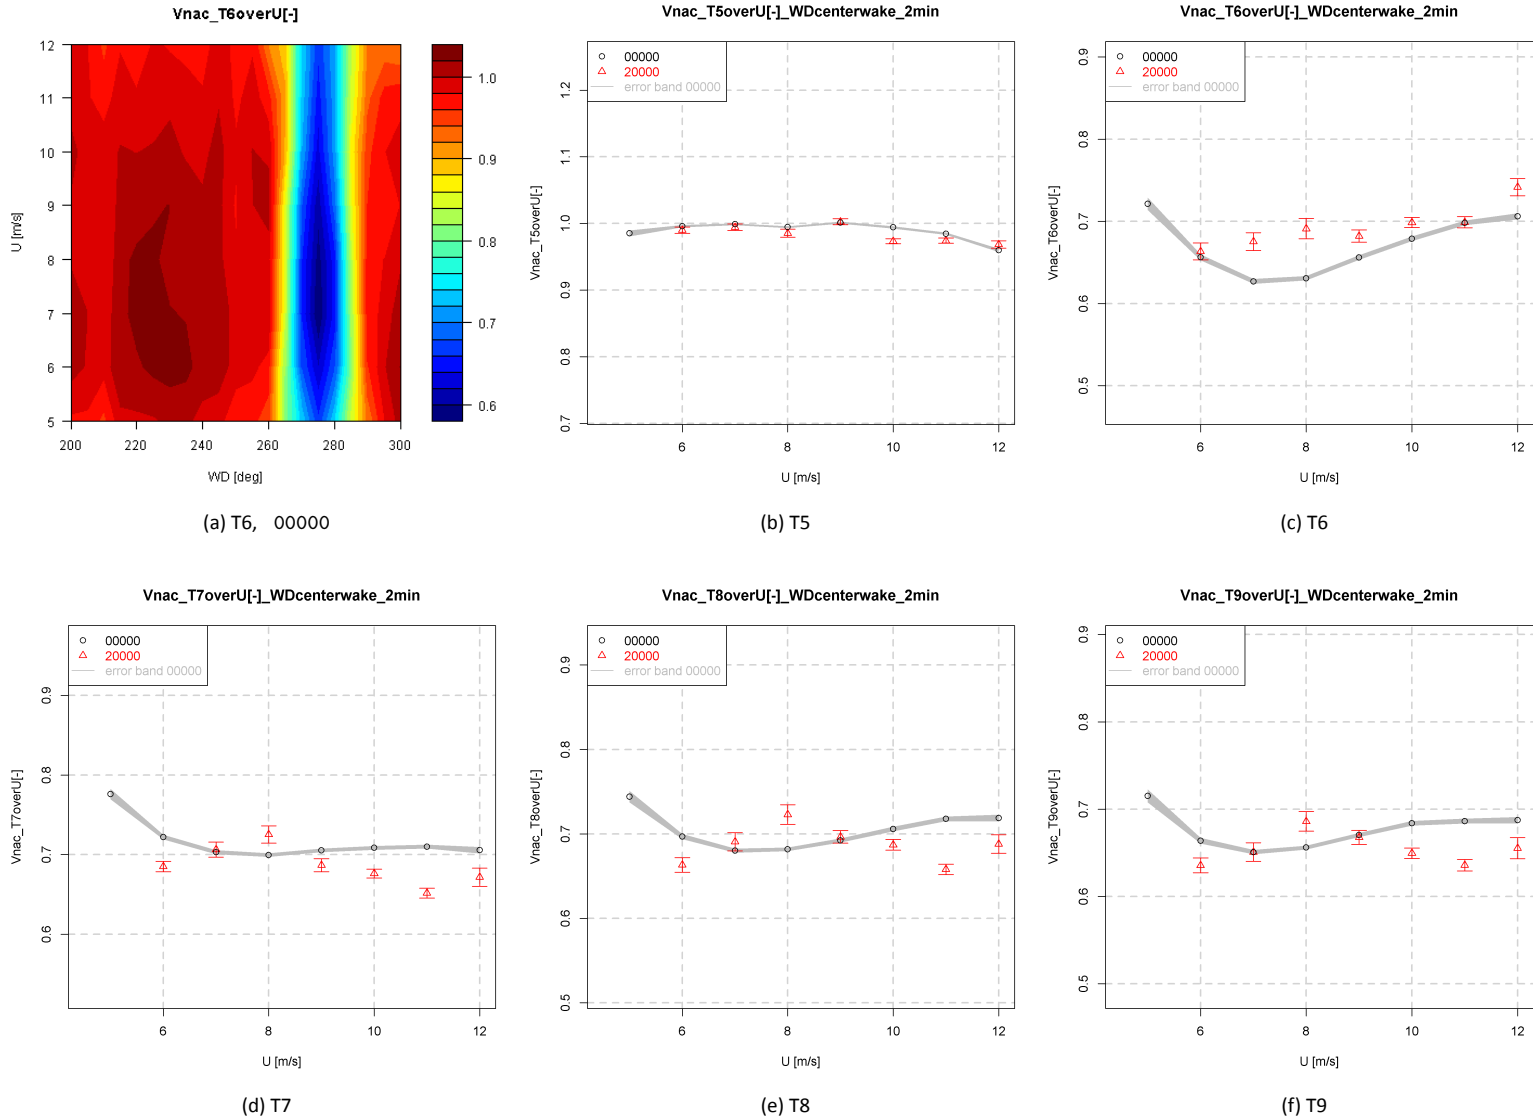 Vnac_T6overU[-]
12
11
10
9
8
7
6
5
U [m/s]
200
220
240
260
280
300
WD [deg]
1.0
0.9
0.8
0.7
0.6
(a) T6, 00000
Vnac_T5overU[-]_WDcenterwake_2min
00000
20000
error band 00000
1.2
1.1
1.0
0.9
0.8
0.7
Vnac_T5overU[-]
6
8
10
12
U [m/s]
(b) T5
Vnac_T6overU[-]_WDcenterwake_2min
00000
20000
error band 00000
0.9
0.8
0.7
0.6
0.5
Vnac_T6overU[-]
6
8
10
12
U [m/s]
(c) T6
Vnac_T7overU[-]_WDcenterwake_2min
00000
20000
error band 00000
0.9
0.8
0.7
0.6
Vnac_T7overU[-]
6
8
10
12
U [m/s]
(d) T7
Vnac_T8overU[-]_WDcenterwake_2min
00000
20000
error band 00000
0.9
0.8
0.7
0.6
0.5
Vnac_T8overU[-]
6
8
10
12
U [m/s]
(e) T8
Vnac_T9overU[-]_WDcenterwake_2min
00000
20000
error band 00000
0.9
0.8
0.7
0.6
0.5
Vnac_T9overU[-]
6
8
10
12
U [m/s]
(f) T9